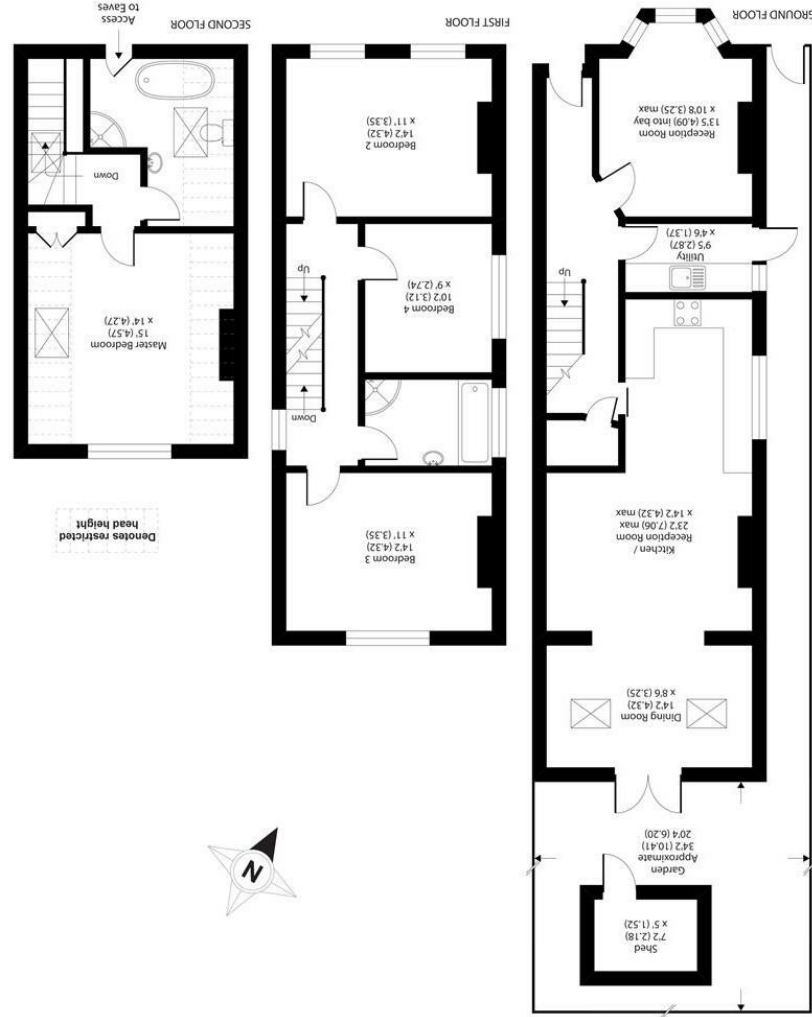 Shed
7'2 (2.18)
x 5' (1.52)
Garden
Approximate
34'2 (10.41)
20'4 (6.20)
Dining Room
14'2 (4.32)
x 8'6 (3.25)
Kitchen /
Reception Room
23'2 (7.06) max
x 14'2 (4.32) max
Up
Utility
9'5 (2.87)
x 4'6 (1.37)
Reception Room
13'5 (4.09) into bay
x 10'8 (3.25) max
GROUND FLOOR
Bedroom 3
14'2 (4.32)
x 11' (3.35)
Down
Bedroom 4
10'2 (3.12)
x 9' (2.74)
Up
Bedroom 2
14'2 (4.32)
x 11' (3.35)
FIRST FLOOR
Denotes restricted
head height
Master Bedroom
15' (4.57)
x 14' (4.27)
Down
SECOND FLOOR
Access
to Eaves
N